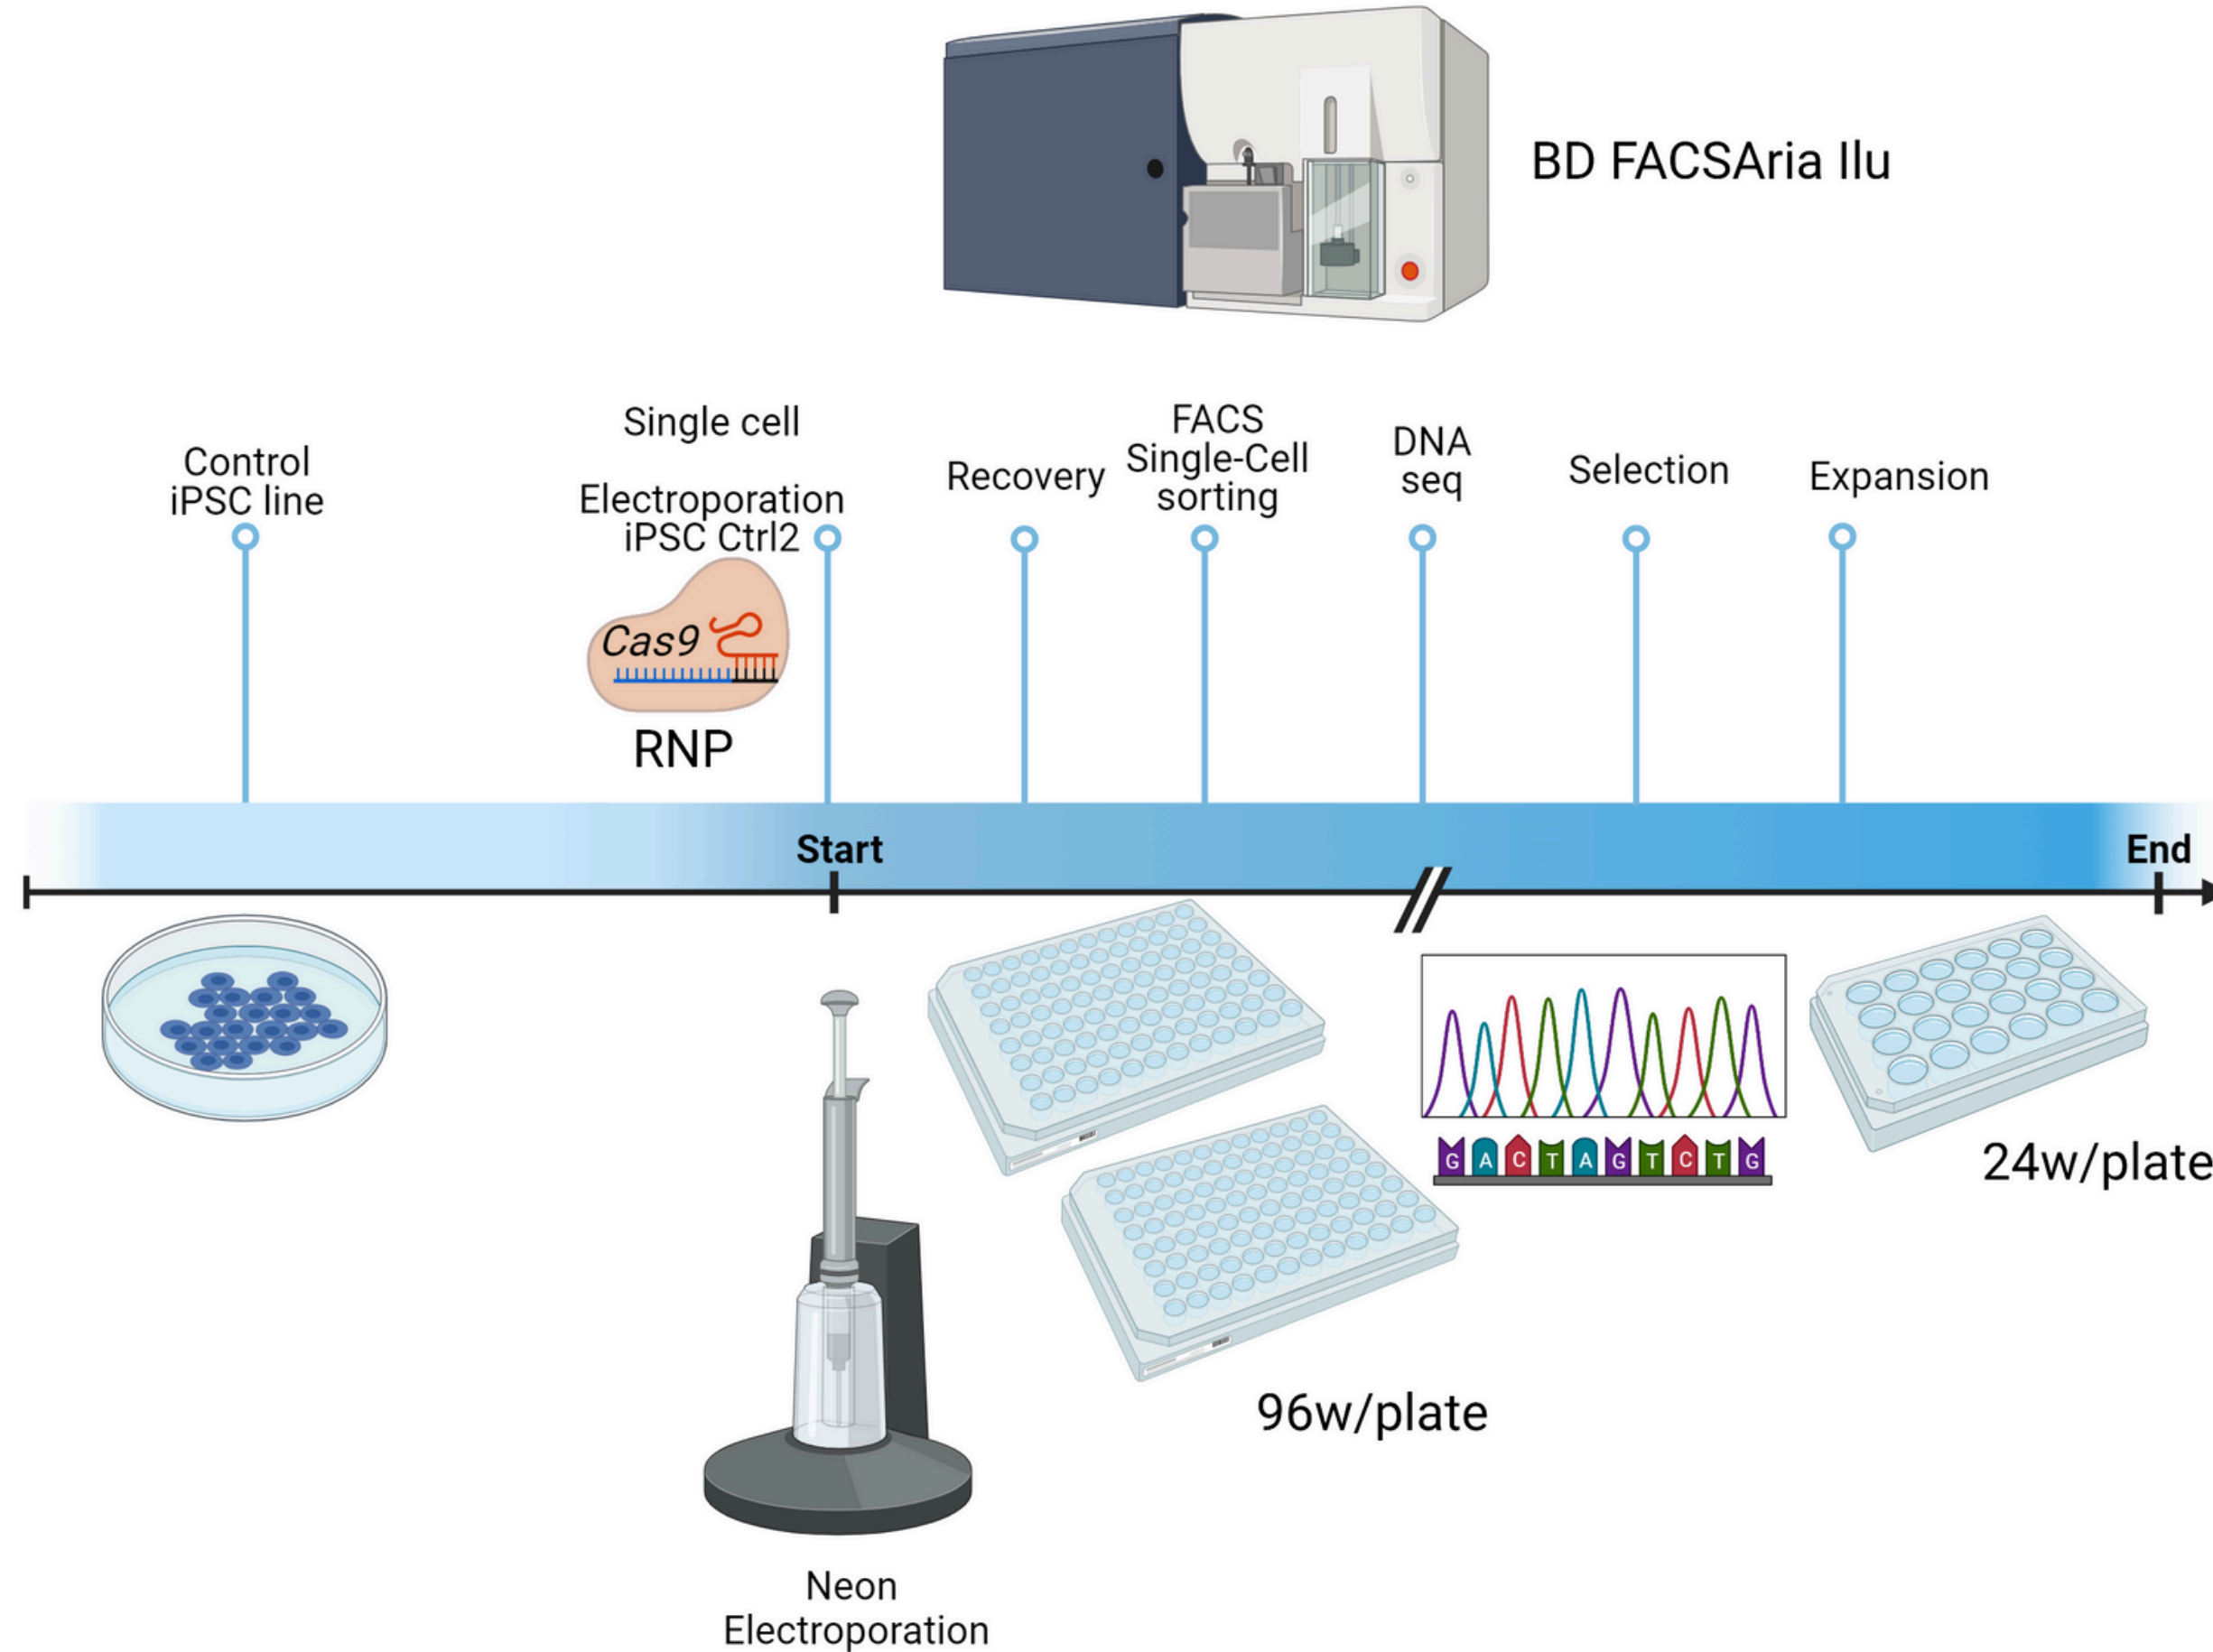 BD FACSAria IIu
Control
iPSC line
Single cell
Electroporation
iPSC Ctrl2
Cas9
RNP
Recovery
FACS
Single-Cell
sorting
DNA
seq
Selection
Expansion
Start
End
G A C T A G T C T G
24w/plate
96w/plate
Neon
Electroporation